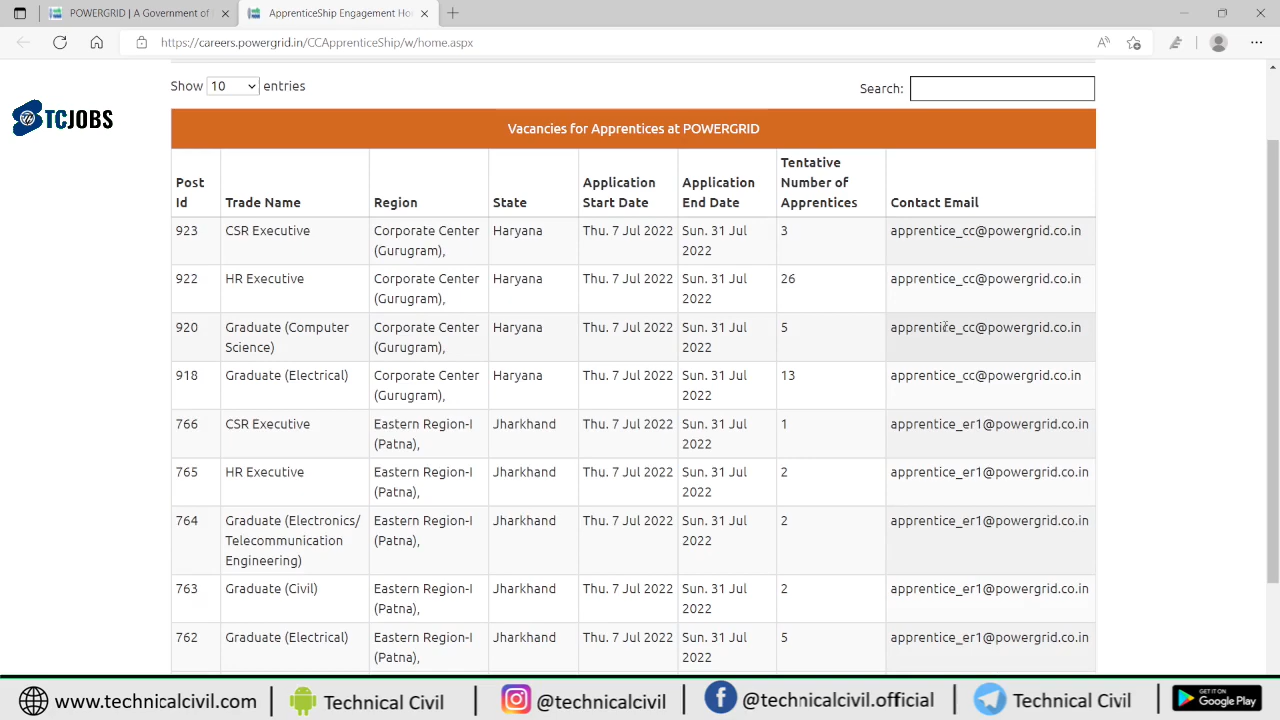 POWERGRID | A Government of I
ApprenticeShip Engagement Ho
https://careers.powergrid.in/CCApprenticeShip/w/home.aspx
Show 10 entries
Search:
TCJOBS
Vacancies for Apprentices at POWERGRID
Post Id Trade Name Region State Application Start Date Application End Date Tentative Number of Apprentices Contact Email
923 CSR Executive Corporate Center (Gurugram), Haryana Thu. 7 Jul 2022 Sun. 31 Jul 2022 3 apprentice_cc@powergrid.co.in
922 HR Executive Corporate Center (Gurugram), Haryana Thu. 7 Jul 2022 Sun. 31 Jul 2022 26 apprentice_cc@powergrid.co.in
920 Graduate (Computer Science) Corporate Center (Gurugram), Haryana Thu. 7 Jul 2022 Sun. 31 Jul 2022 5 apprentice_cc@powergrid.co.in
918 Graduate (Electrical) Corporate Center (Gurugram), Haryana Thu. 7 Jul 2022 Sun. 31 Jul 2022 13 apprentice_cc@powergrid.co.in
766 CSR Executive Eastern Region-I (Patna), Jharkhand Thu. 7 Jul 2022 Sun. 31 Jul 2022 1 apprentice_er1@powergrid.co.in
765 HR Executive Eastern Region-I (Patna), Jharkhand Thu. 7 Jul 2022 Sun. 31 Jul 2022 2 apprentice_er1@powergrid.co.in
764 Graduate (Electronics/ Telecommunication Engineering) Eastern Region-I (Patna), Jharkhand Thu. 7 Jul 2022 Sun. 31 Jul 2022 2 apprentice_er1@powergrid.co.in
763 Graduate (Civil) Eastern Region-I (Patna), Jharkhand Thu. 7 Jul 2022 Sun. 31 Jul 2022 2 apprentice_er1@powergrid.co.in
762 Graduate (Electrical) Eastern Region-I (Patna), Jharkhand Thu. 7 Jul 2022 Sun. 31 Jul 2022 5 apprentice_er1@powergrid.co.in
www.technicalcivil.com | Technical Civil | @technicalcivil | @technicalcivil.official | Technical Civil | GET IT ON Google Play